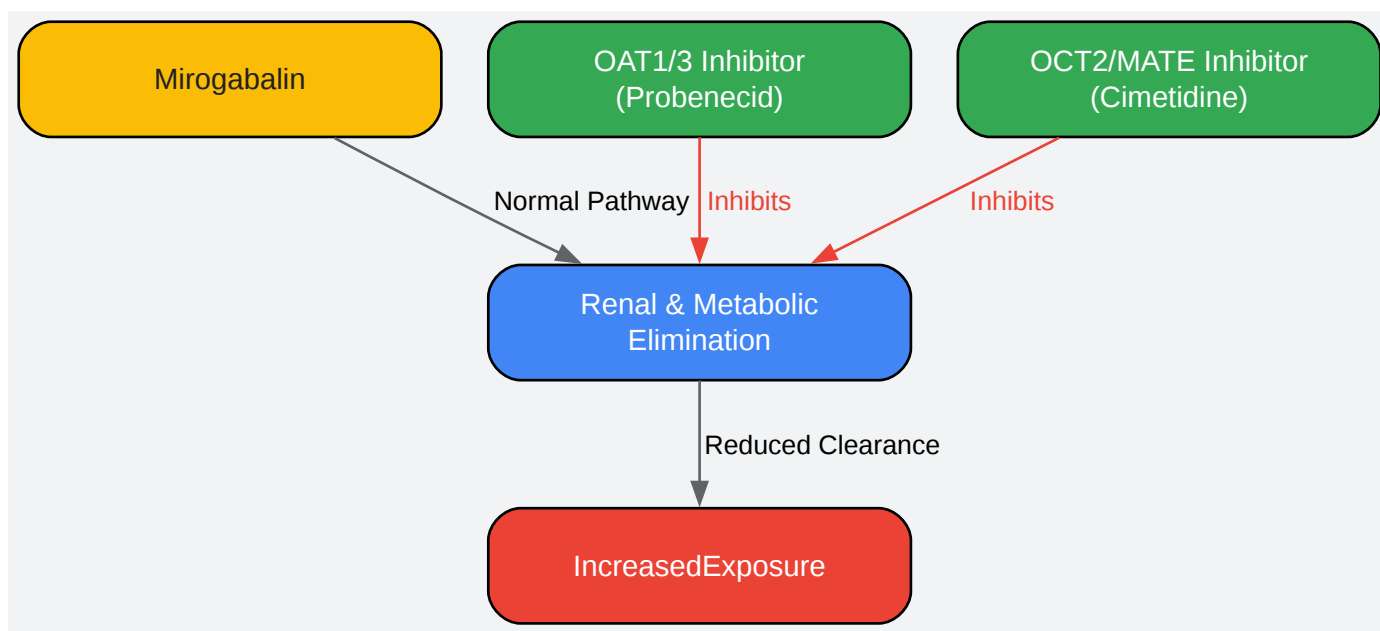 Mirogabalin
OAT1/3 Inhibitor
(Probenecid)
OCT2/MATE Inhibitor
(Cimetidine)
Normal Pathway
Inhibits
Inhibits
Renal & Metabolic
Elimination
Reduced Clearance
IncreasedExposure